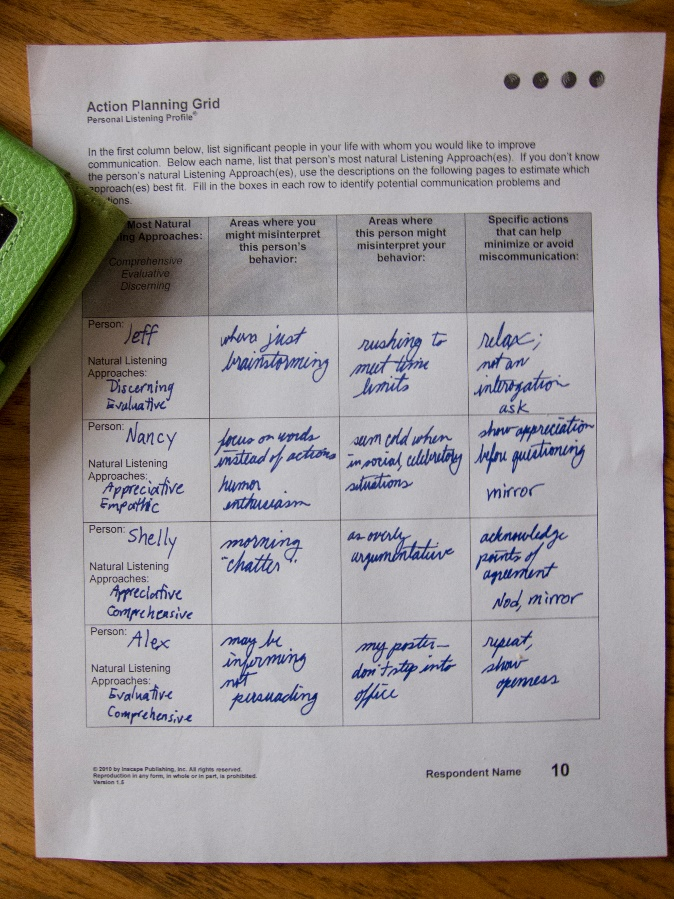 Action Planning Grid
Personal Listening Profile®
In the first column below, list significant people in your life with whom you would like to improve
communication. Below each name, list that person's most natural Listening Approach(es). If you don't know
the person's natural Listening Approach(es), use the descriptions on the following pages to estimate which
approach(es) best fit. Fill in the boxes in each row to identify potential communication problems and
tions.
Most Natural
ing Approaches:
Comprehensive
Evaluative
Discerning
Areas where you
might misinterpret
this person's
behavior:
Areas where
this person might
misinterpret your
behavior:
Specific actions
that can help
minimize or avoid
miscommunication:
Person: Jeff
Natural Listening
Approaches:
Discerning
Evaluative
when just
brainstorming
rushing to
meet time
limits
relax;
not an
interogation
ask
Person: Nancy
Natural Listening
Approaches:
Appreciative
Empathic
focus on words
instead of actions
humor
enthusiasm
seem cold when
in social, celebratory
situations
show appreciation
before questioning
mirror
Person: Shelly
Natural Listening
Approaches:
Appreciative
Comprehensive
morning
"chatter"
as overly
argumentative
acknowledge
points of
agreement
Nod, mirror
Person: Alex
Natural Listening
Approaches:
Evaluative
Comprehensive
may be
informing
not
persuading
my poster-
don't step into
office
repeat,
show
openness
© 2010 by Inscape Publishing, Inc. All rights reserved.
Reproduction in any form, in whole or in part, is prohibited.
Version 1.5
Respondent Name 10